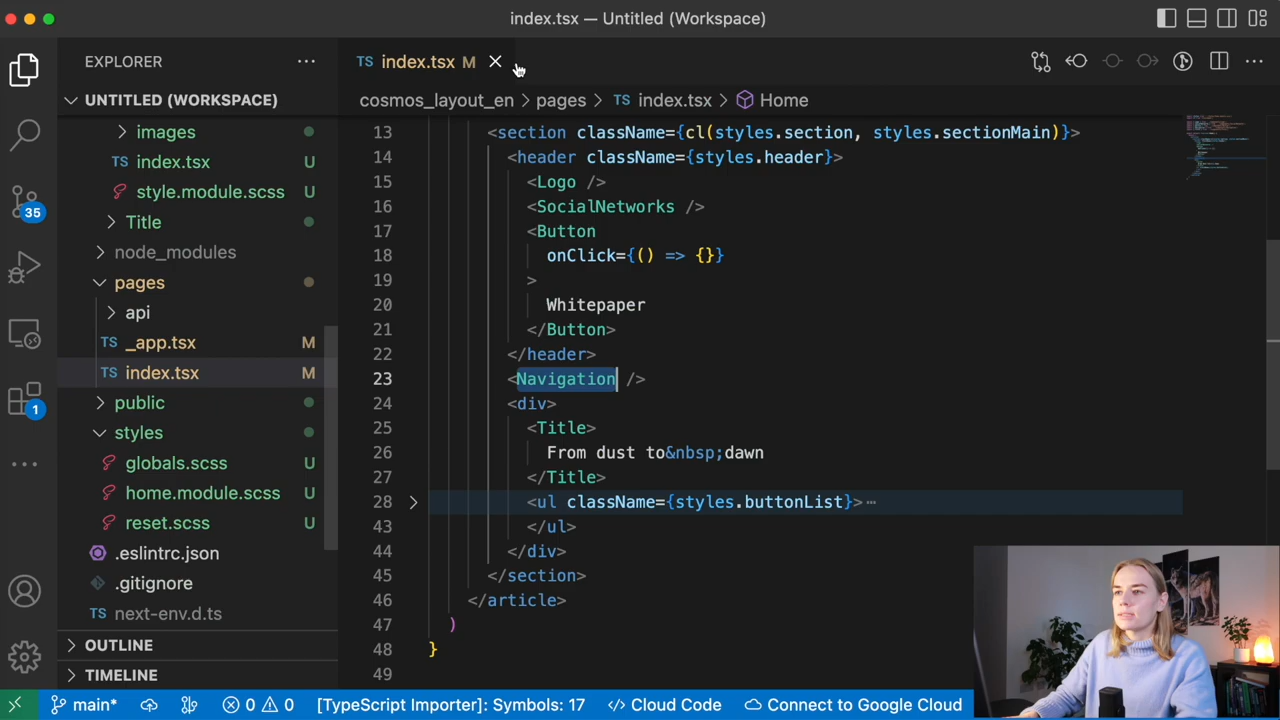 index.tsx — Untitled (Workspace)
EXPLORER
UNTITLED (WORKSPACE)
images
TS index.tsx U
style.module.scss U
Title
node_modules
pages
api
TS _app.tsx M
TS index.tsx M
public
styles
globals.scss U
home.module.scss U
reset.scss U
.eslintrc.json
.gitignore
TS next-env.d.ts
OUTLINE
TIMELINE
35
1
TS index.tsx M
cosmos_layout_en > pages > TS index.tsx > Home
13 <section className={cl(styles.section, styles.sectionMain)}>
14 <header className={styles.header}>
15 <Logo />
16 <SocialNetworks />
17 <Button
18 onClick={() => {}}
19 >
20 Whitepaper
21 </Button>
22 </header>
23 <Navigation />
24 <div>
25 <Title>
26 From dust to&nbsp;dawn
27 </Title>
28 <ul className={styles.buttonList}>⋯
43 </ul>
44 </div>
45 </section>
46 </article>
47 )
48 }
49
main* 0 0 [TypeScript Importer]: Symbols: 17 </> Cloud Code Connect to Google Cloud